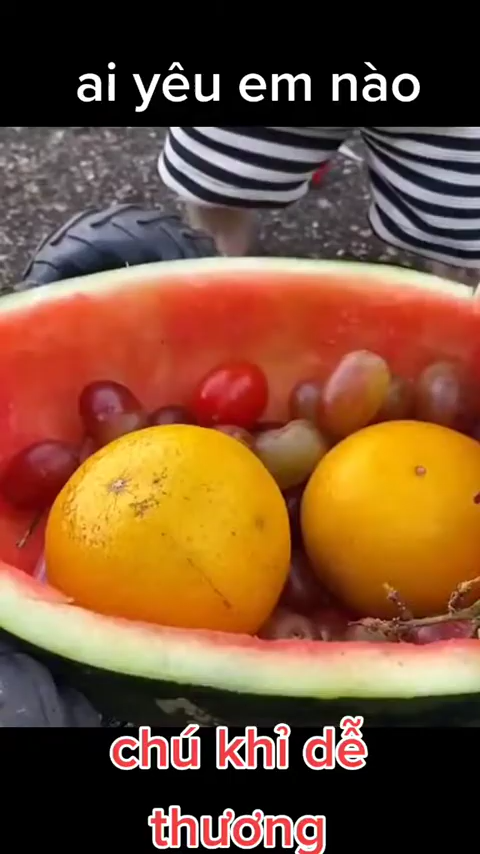 ai yêu em nào
chú khỉ dễ
thương